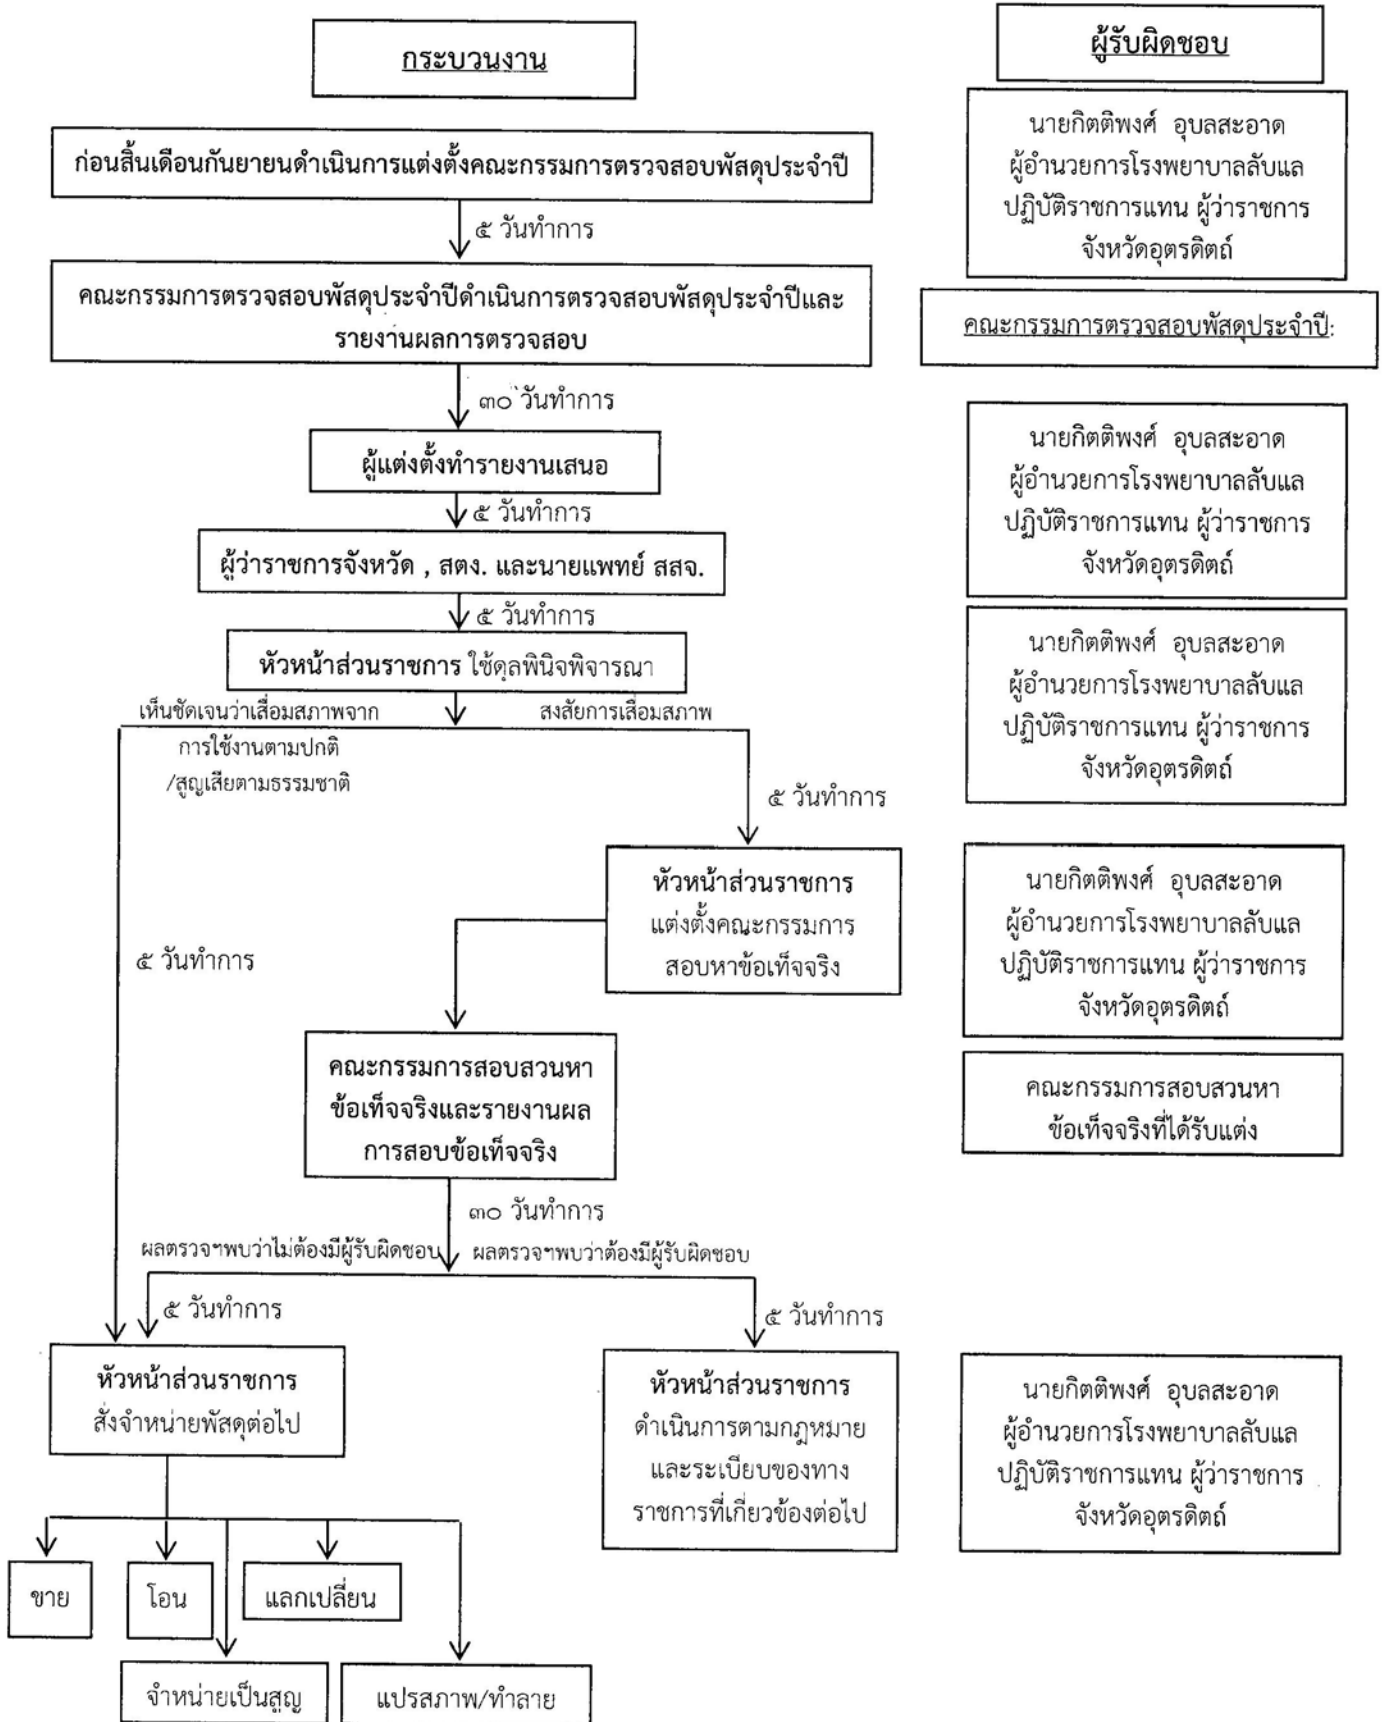 กระบวนงาน
ผู้รับผิดชอบ
ก่อนสิ้นเดือนกันยายนดำเนินการแต่งตั้งคณะกรรมการตรวจสอบพัสดุประจำปี
นายกิตติพงศ์ อุบลสะอาด
ผู้อำนวยการโรงพยาบาลลับแล
ปฏิบัติราชการแทน ผู้ว่าราชการ
จังหวัดอุตรดิตถ์
๕ วันทำการ
คณะกรรมการตรวจสอบพัสดุประจำปีดำเนินการตรวจสอบพัสดุประจำปีและ
รายงานผลการตรวจสอบ
คณะกรรมการตรวจสอบพัสดุประจำปี:
๓๐ วันทำการ
ผู้แต่งตั้งทำรายงานเสนอ
นายกิตติพงศ์ อุบลสะอาด
ผู้อำนวยการโรงพยาบาลลับแล
ปฏิบัติราชการแทน ผู้ว่าราชการ
จังหวัดอุตรดิตถ์
๕ วันทำการ
ผู้ว่าราชการจังหวัด , สตง. และนายแพทย์ สสจ.
๕ วันทำการ
หัวหน้าส่วนราชการ ใช้ดุลพินิจพิจารณา
นายกิตติพงศ์ อุบลสะอาด
ผู้อำนวยการโรงพยาบาลลับแล
ปฏิบัติราชการแทน ผู้ว่าราชการ
จังหวัดอุตรดิตถ์
เห็นชัดเจนว่าเสื่อมสภาพจาก
การใช้งานตามปกติ
/สูญเสียตามธรรมชาติ
สงสัยการเสื่อมสภาพ
๕ วันทำการ
หัวหน้าส่วนราชการ
แต่งตั้งคณะกรรมการ
สอบหาข้อเท็จจริง
นายกิตติพงศ์ อุบลสะอาด
ผู้อำนวยการโรงพยาบาลลับแล
ปฏิบัติราชการแทน ผู้ว่าราชการ
จังหวัดอุตรดิตถ์
๕ วันทำการ
คณะกรรมการสอบสวนหา
ข้อเท็จจริงและรายงานผล
การสอบข้อเท็จจริง
คณะกรรมการสอบสวนหา
ข้อเท็จจริงที่ได้รับแต่ง
๓๐ วันทำการ
ผลตรวจฯพบว่าไม่ต้องมีผู้รับผิดชอบ
ผลตรวจฯพบว่าต้องมีผู้รับผิดชอบ
๕ วันทำการ
๕ วันทำการ
หัวหน้าส่วนราชการ
สั่งจำหน่ายพัสดุต่อไป
หัวหน้าส่วนราชการ
ดำเนินการตามกฎหมาย
และระเบียบของทาง
ราชการที่เกี่ยวข้องต่อไป
นายกิตติพงศ์ อุบลสะอาด
ผู้อำนวยการโรงพยาบาลลับแล
ปฏิบัติราชการแทน ผู้ว่าราชการ
จังหวัดอุตรดิตถ์
ขาย
โอน
แลกเปลี่ยน
จำหน่ายเป็นสูญ
แปรสภาพ/ทำลาย